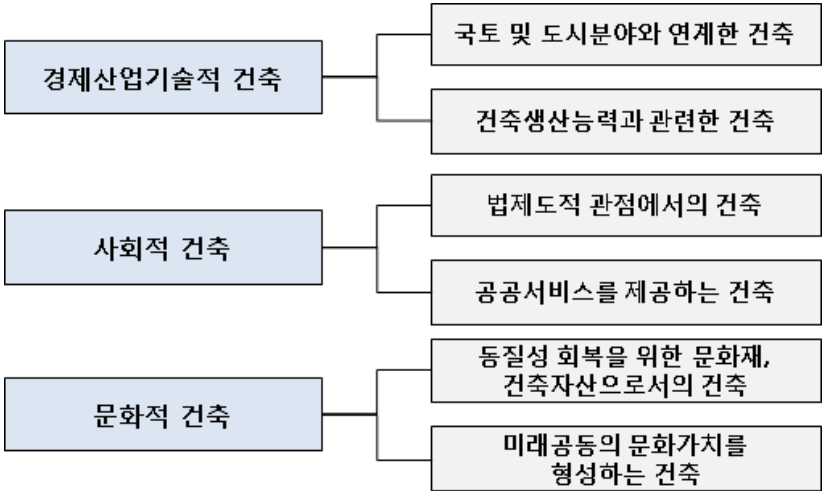 경제산업기술적 건축
국토 및 도시분야와 연계한 건축
건축생산능력과 관련한 건축
사회적 건축
법제도적 관점에서의 건축
공공서비스를 제공하는 건축
문화적 건축
동질성 회복을 위한 문화재,
건축자산으로서의 건축
미래공동의 문화가치를
형성하는 건축